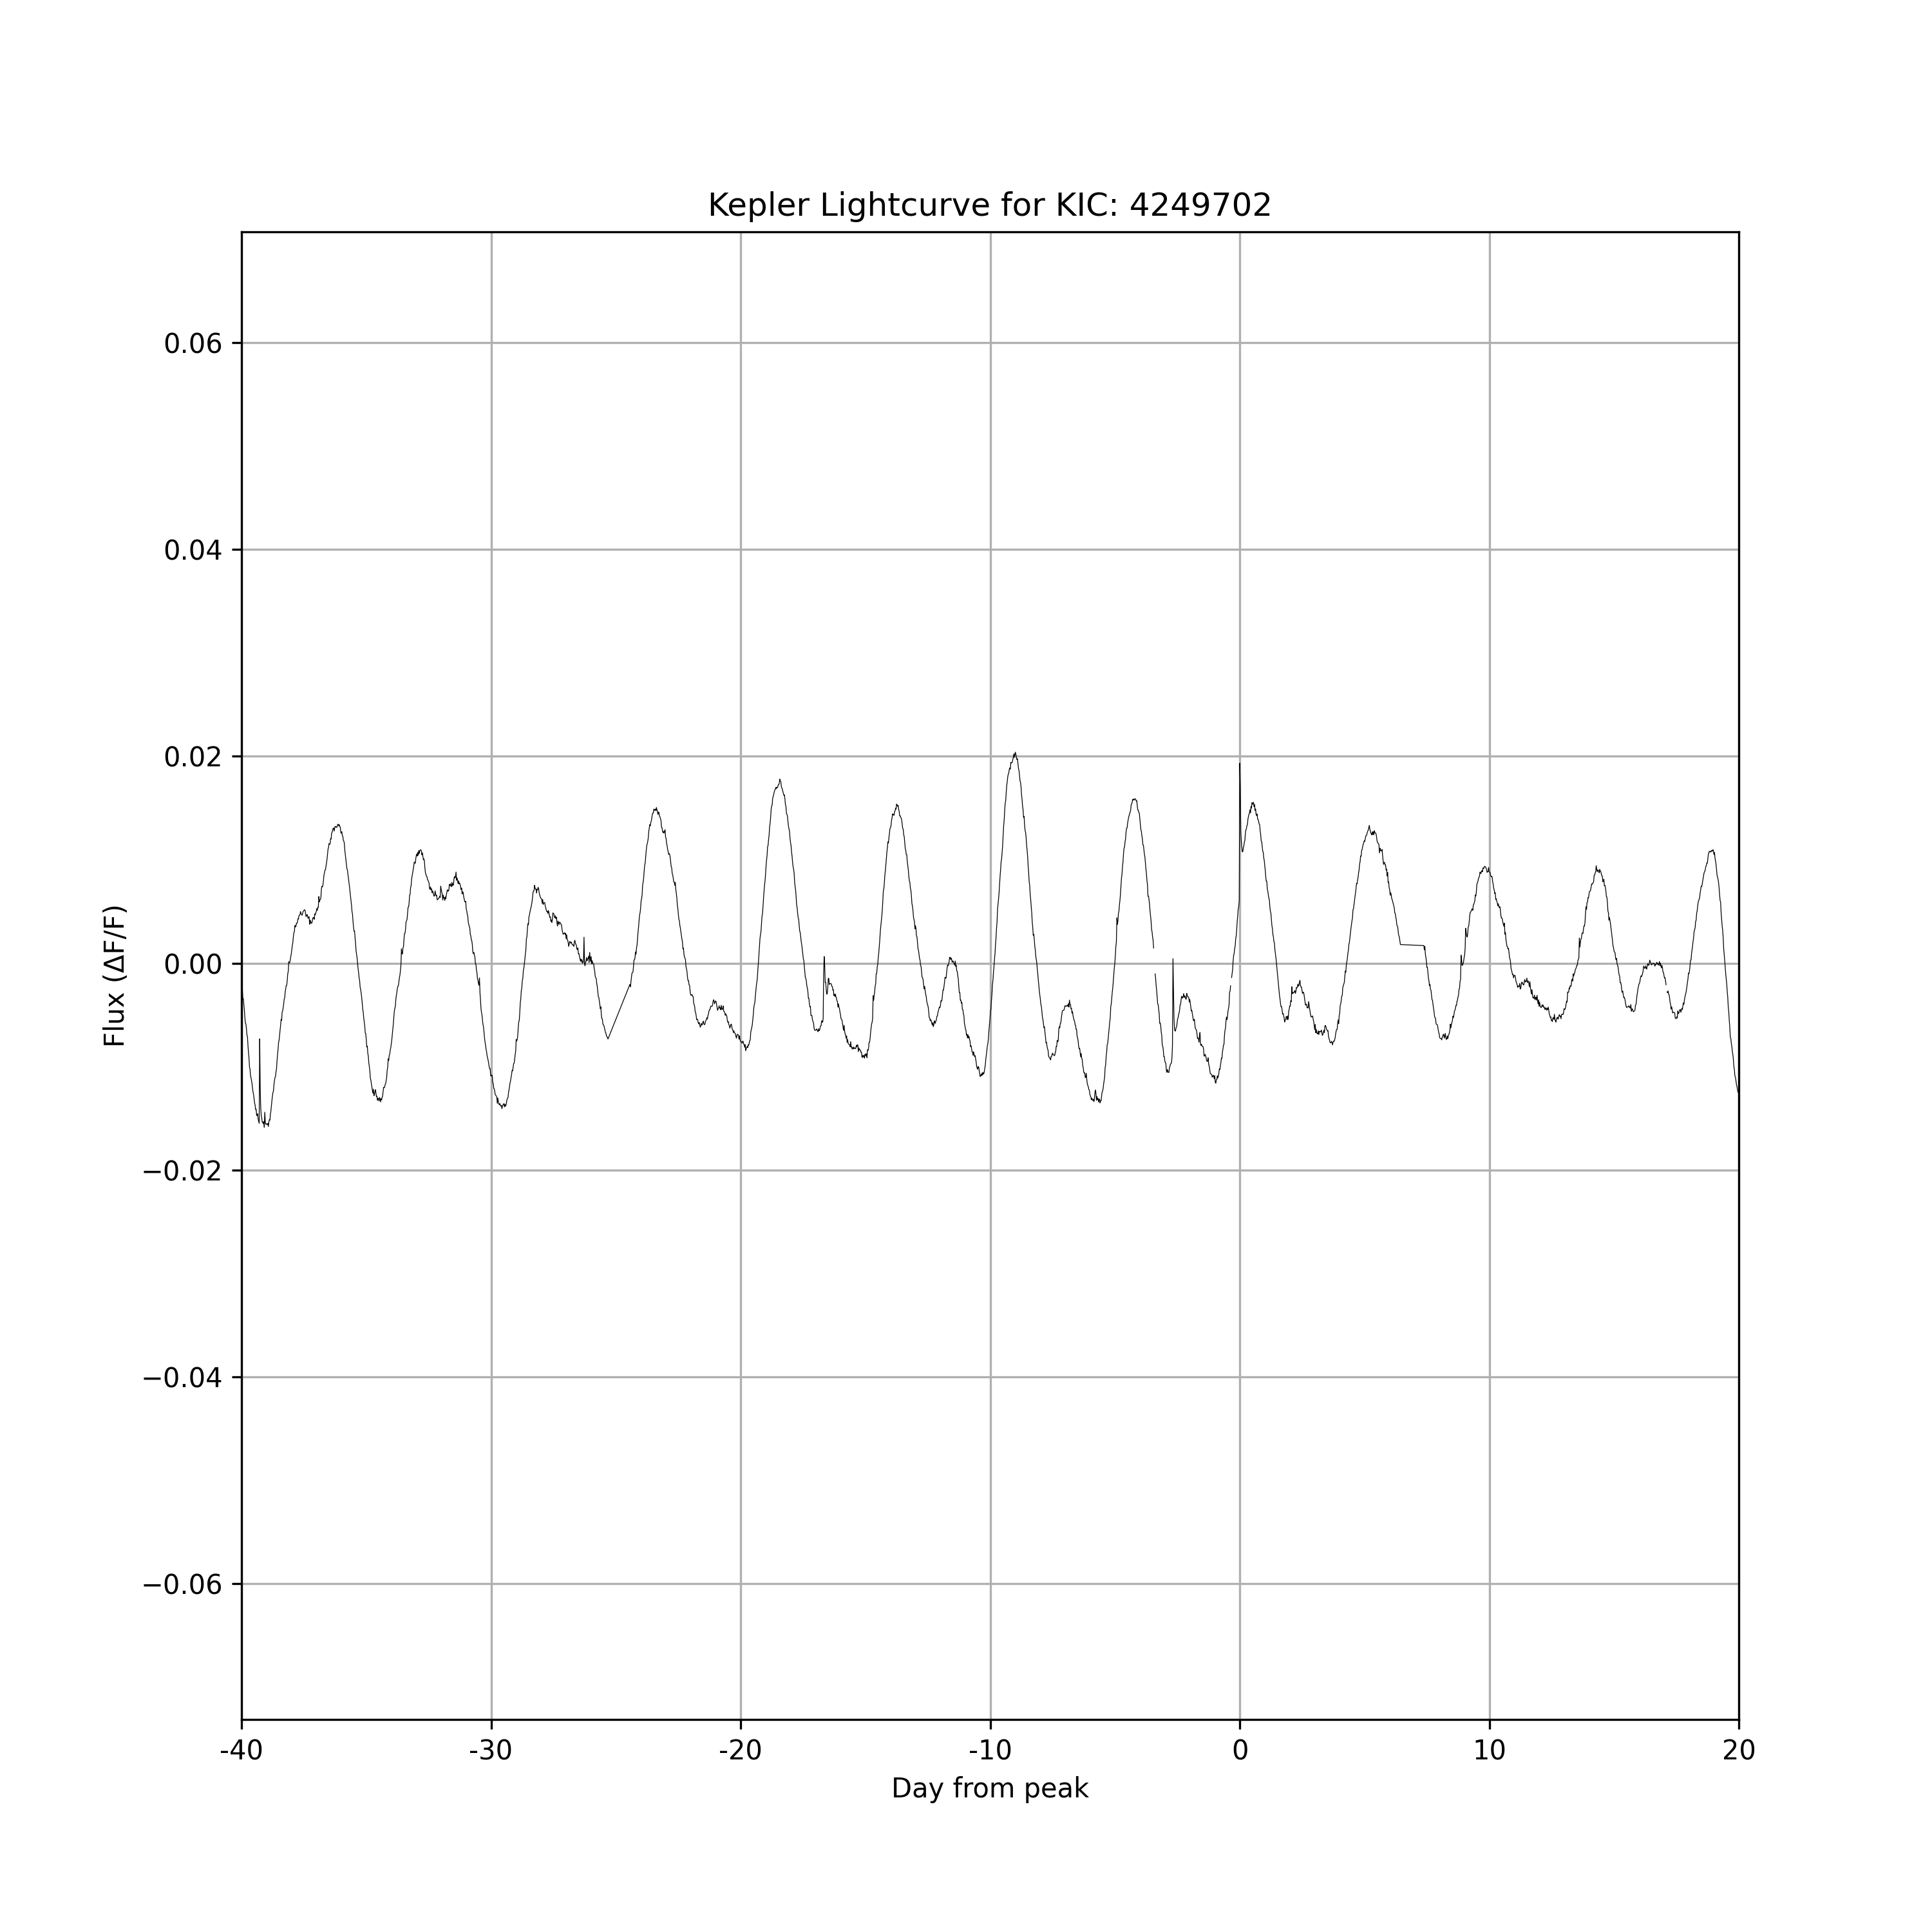 Kepler Lightcurve for KIC: 4249702
0.06
0.04
0.02
0.00
−0.02
−0.04
−0.06
Flux (ΔF/F)
-40 -30 -20 -10 0 10 20
Day from peak